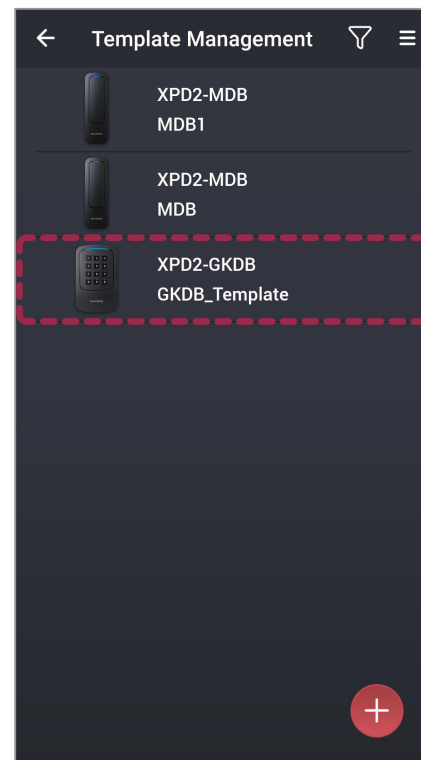 Template Management
XPD2-MDB
MDB1
XPD2-MDB
MDB
XPD2-GKDB
GKDB_Template